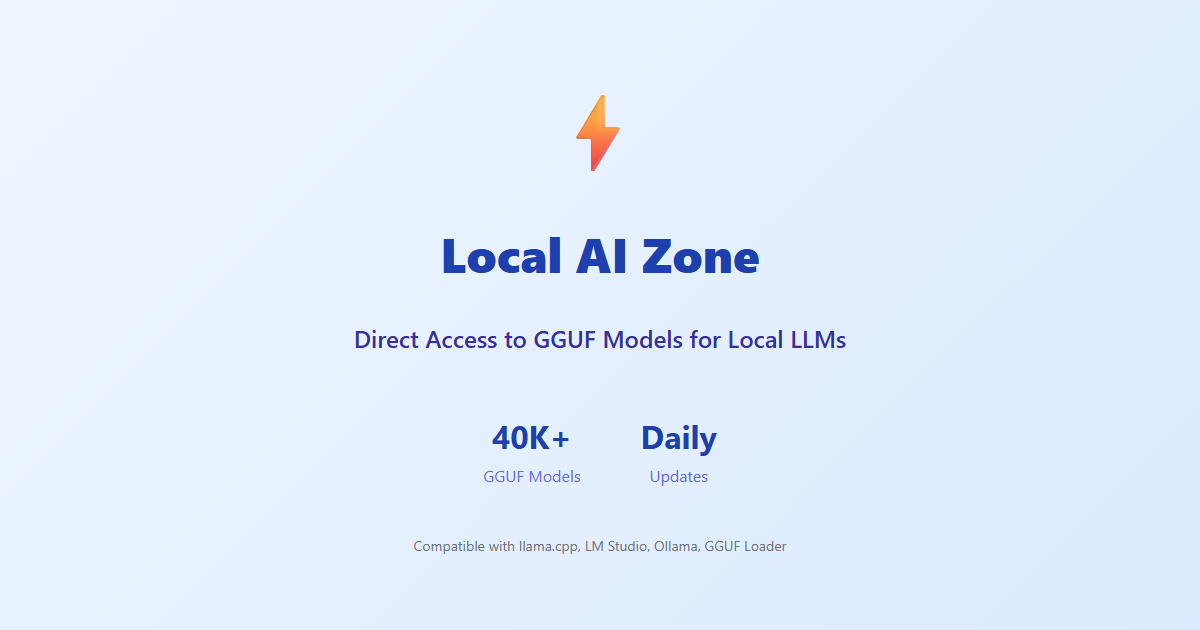 Local AI Zone
Direct Access to GGUF Models for Local LLMs
40K+ Daily
GGUF Models Updates
Compatible with llama.cpp, LM Studio, Ollama, GGUF Loader